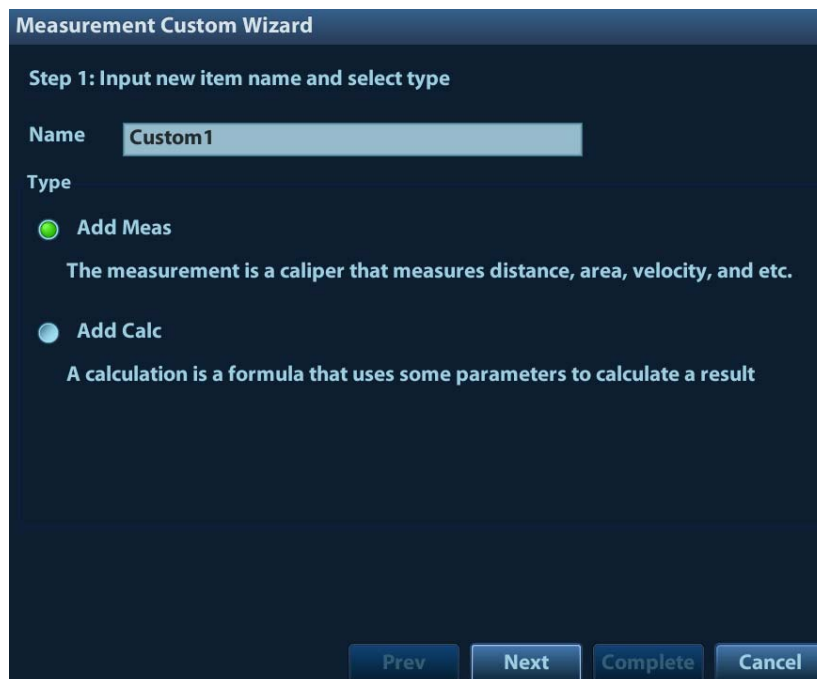 Measurement Custom Wizard
Step 1: Input new item name and select type
Name Custom1
Type
Add Meas
The measurement is a caliper that measures distance, area, velocity, and etc.
Add Calc
A calculation is a formula that uses some parameters to calculate a result
Prev Next Complete Cancel